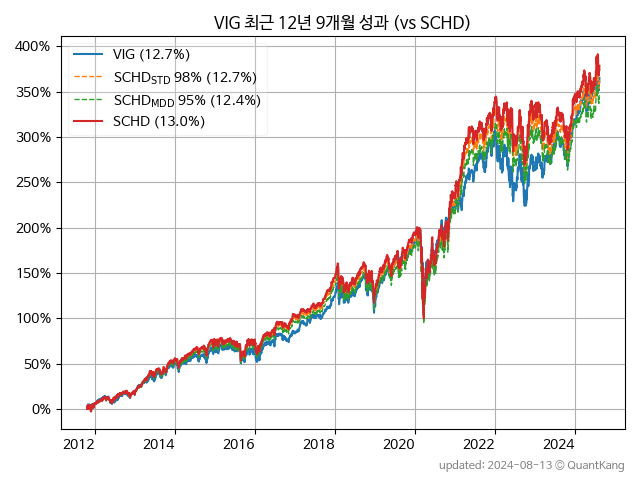 VIG 최근 12년 9개월 성과 (vs SCHD)
400%
350%
300%
250%
200%
150%
100%
50%
0%
VIG (12.7%)
SCHD_STD 98% (12.7%)
SCHD_MDD 95% (12.4%)
SCHD (13.0%)
2012 2014 2016 2018 2020 2022 2024
updated: 2024-08-13 © QuantKang